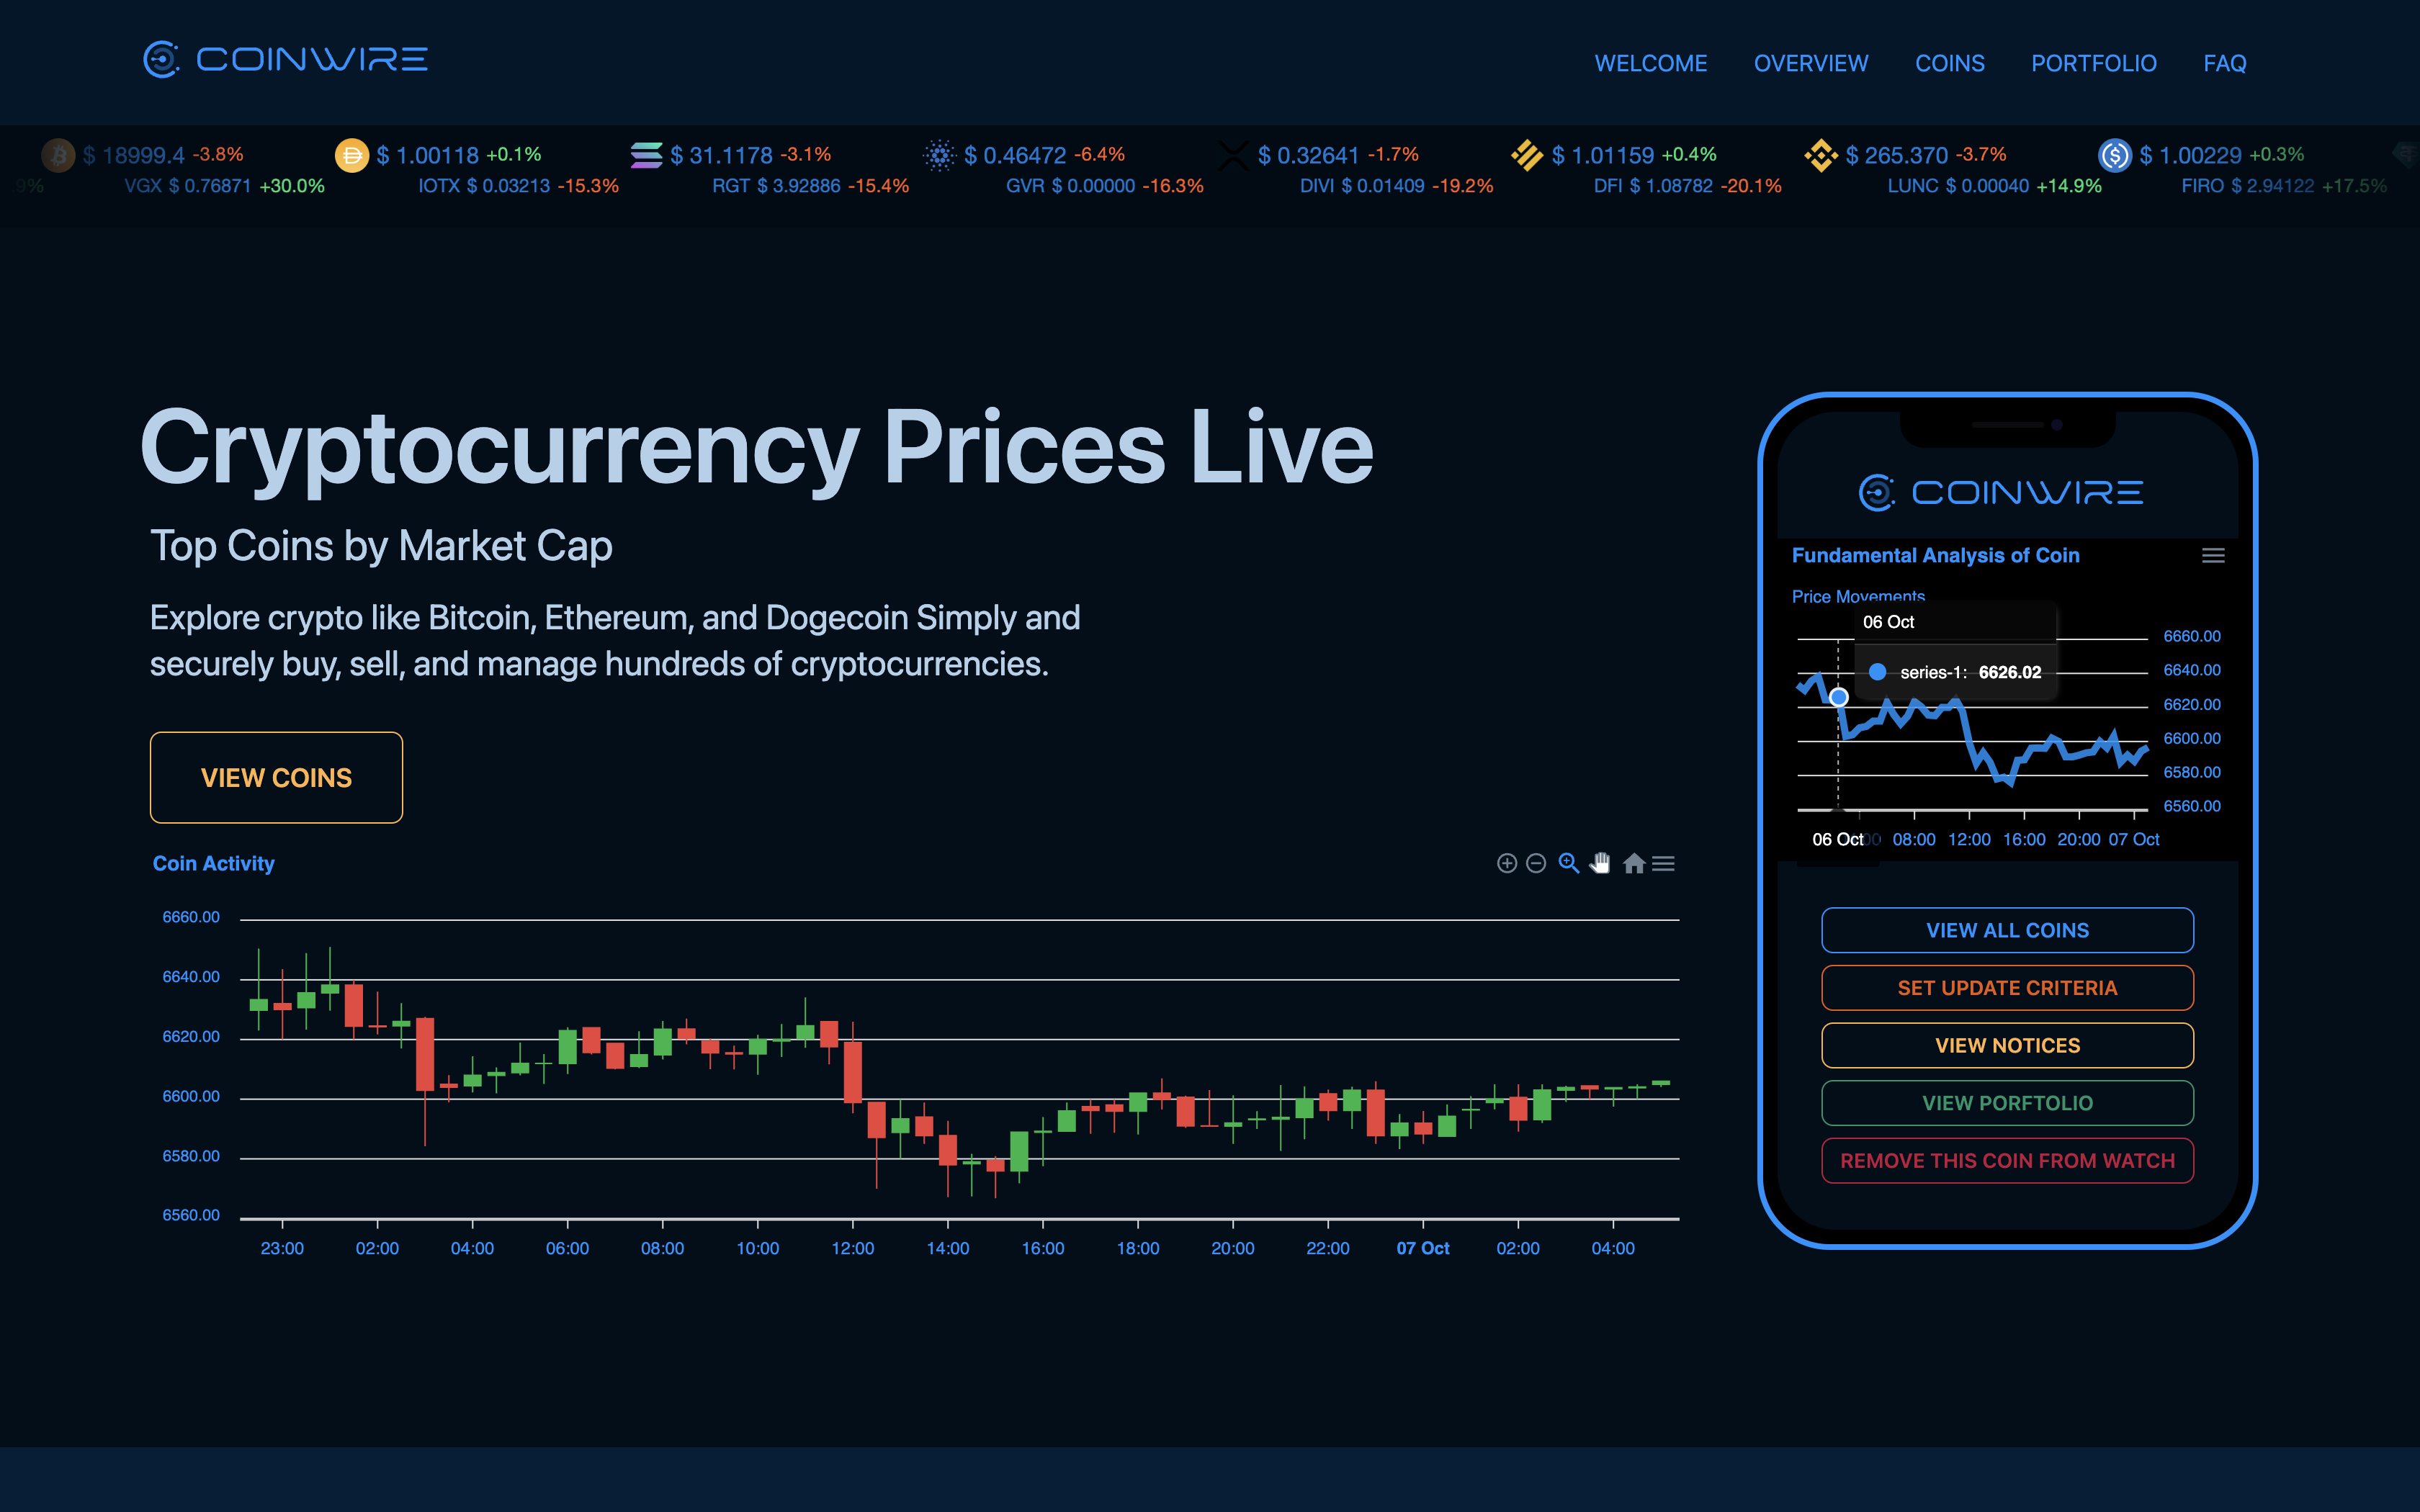 COINWIRE
WELCOME OVERVIEW COINS PORTFOLIO FAQ
$ 18999.4 -3.8% $ 1.00118 +0.1% $ 31.1178 -3.1% $ 0.46472 -6.4% $ 0.32641 -1.7% $ 1.01159 +0.4% $ 265.370 -3.7% $ 1.00229 +0.3%
9% VGX $ 0.76871 +30.0% IOTX $ 0.03213 -15.3% RGT $ 3.92886 -15.4% GVR $ 0.00000 -16.3% DIVI $ 0.01409 -19.2% DFI $ 1.08782 -20.1% LUNC $ 0.00040 +14.9% FIRO $ 2.94122 +17.5%
Cryptocurrency Prices Live
Top Coins by Market Cap
Explore crypto like Bitcoin, Ethereum, and Dogecoin Simply and
securely buy, sell, and manage hundreds of cryptocurrencies.
VIEW COINS
Coin Activity
6660.00
6640.00
6620.00
6600.00
6580.00
6560.00
23:00 02:00 04:00 06:00 08:00 10:00 12:00 14:00 16:00 18:00 20:00 22:00 07 Oct 02:00 04:00
COINWIRE
Fundamental Analysis of Coin
Price Movements
06 Oct
series-1: 6626.02
6660.00
6640.00
6620.00
6600.00
6580.00
6560.00
06 Oct 08:00 12:00 16:00 20:00 07 Oct
VIEW ALL COINS
SET UPDATE CRITERIA
VIEW NOTICES
VIEW PORFTOLIO
REMOVE THIS COIN FROM WATCH